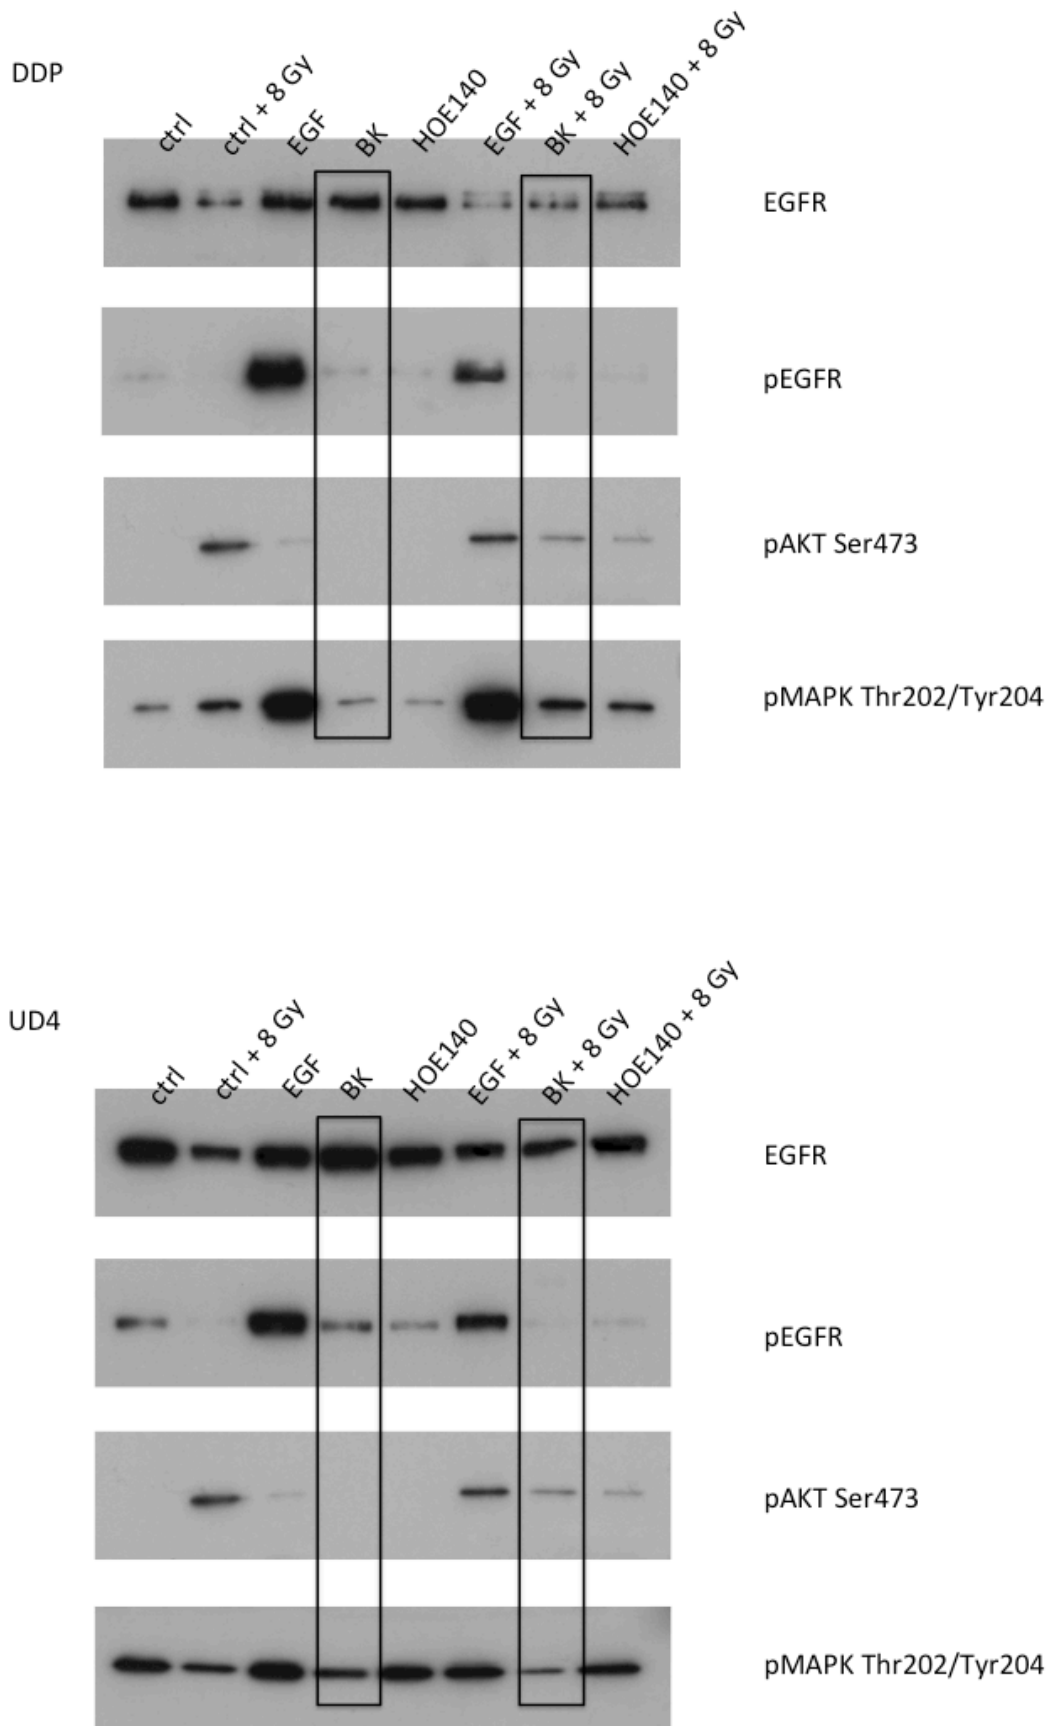 DDP
ctrl
ctrl + 8 Gy
EGF
BK
HOE140
EGF + 8 Gy
BK + 8 Gy
HOE140 + 8 Gy
EGFR
pEGFR
pAKT Ser473
pMAPK Thr202/Tyr204
UD4
ctrl
ctrl + 8 Gy
EGF
BK
HOE140
EGF + 8 Gy
BK + 8 Gy
HOE140 + 8 Gy
EGFR
pEGFR
pAKT Ser473
pMAPK Thr202/Tyr204